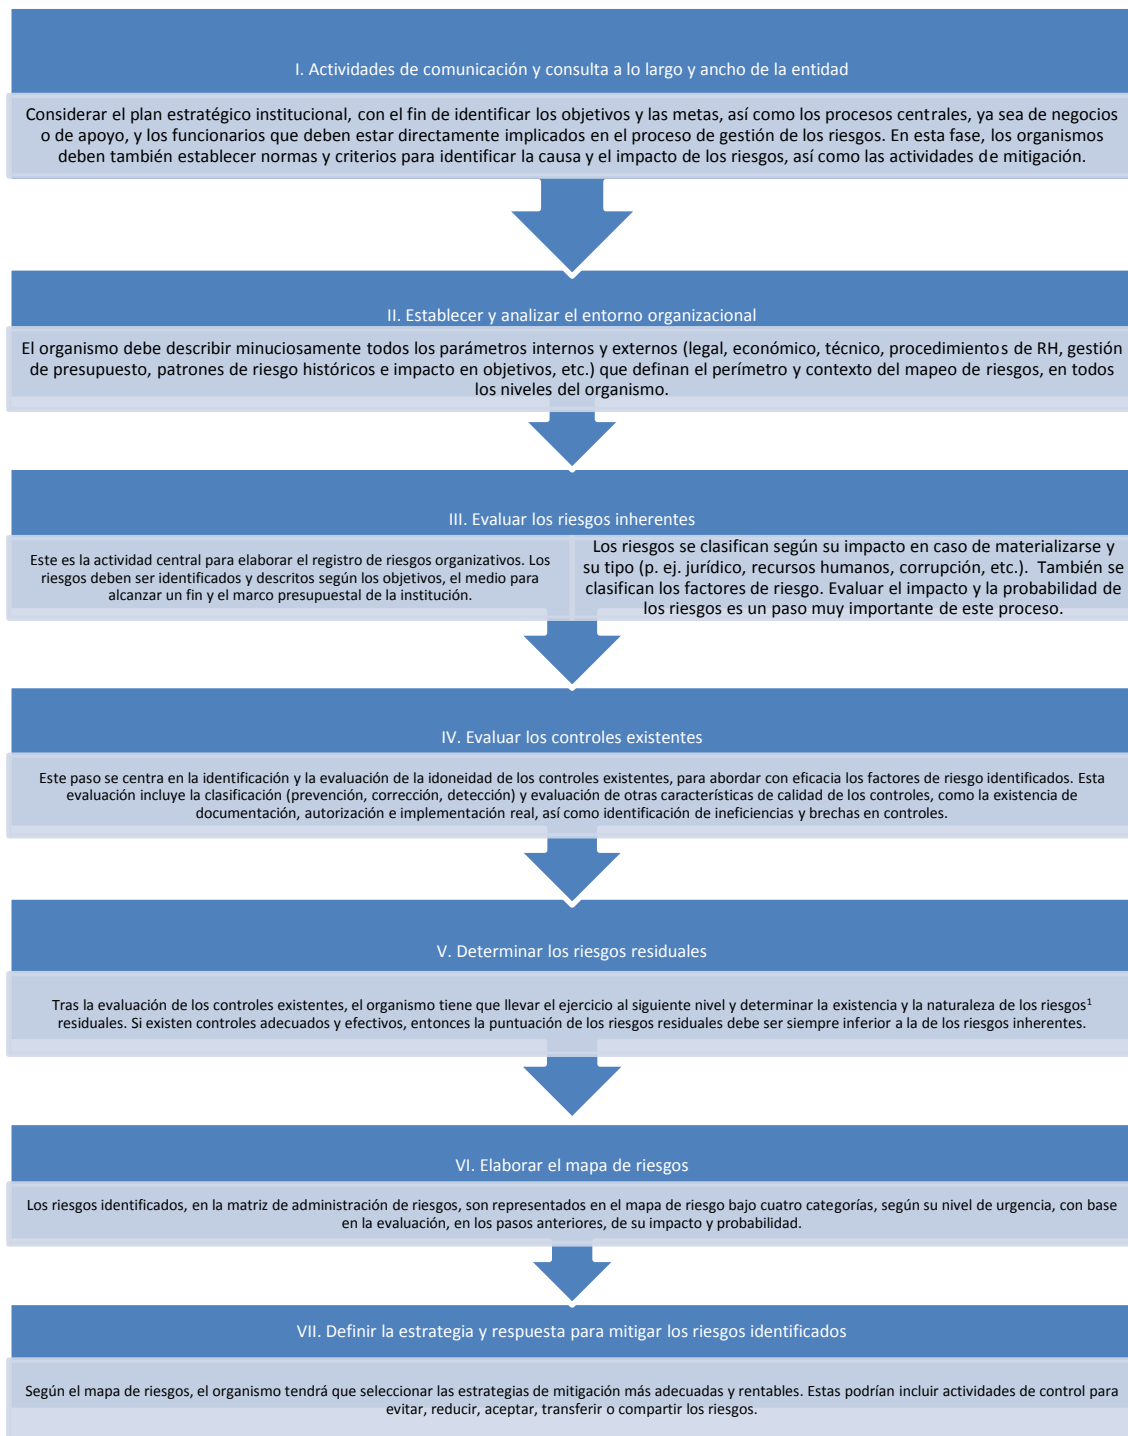 I. Actividades de comunicación y consulta a lo largo y ancho de la entidad
Considerar el plan estratégico institucional, con el fin de identificar los objetivos y las metas, así como los procesos centrales, ya sea de negocios
o de apoyo, y los funcionarios que deben estar directamente implicados en el proceso de gestión de los riesgos. En esta fase, los organismos
deben también establecer normas y criterios para identificar la causa y el impacto de los riesgos, así como las actividades de mitigación.
II. Establecer y analizar el entorno organizacional
El organismo debe describir minuciosamente todos los parámetros internos y externos (legal, económico, técnico, procedimientos de RH, gestión
de presupuesto, patrones de riesgo históricos e impacto en objetivos, etc.) que definan el perímetro y contexto del mapeo de riesgos, en todos
los niveles del organismo.
III. Evaluar los riesgos inherentes
Este es la actividad central para elaborar el registro de riesgos organizativos. Los
riesgos deben ser identificados y descritos según los objetivos, el medio para
alcanzar un fin y el marco presupuestal de la institución.
Los riesgos se clasifican según su impacto en caso de materializarse y
su tipo (p. ej. jurídico, recursos humanos, corrupción, etc.). También se
clasifican los factores de riesgo. Evaluar el impacto y la probabilidad de
los riesgos es un paso muy importante de este proceso.
IV. Evaluar los controles existentes
Este paso se centra en la identificación y la evaluación de la idoneidad de los controles existentes, para abordar con eficacia los factores de riesgo identificados. Esta
evaluación incluye la clasificación (prevención, corrección, detección) y evaluación de otras características de calidad de los controles, como la existencia de
documentación, autorización e implementación real, así como identificación de ineficiencias y brechas en controles.
V. Determinar los riesgos residuales
Tras la evaluación de los controles existentes, el organismo tiene que llevar el ejercicio al siguiente nivel y determinar la existencia y la naturaleza de los riesgos¹
residuales. Si existen controles adecuados y efectivos, entonces la puntuación de los riesgos residuales debe ser siempre inferior a la de los riesgos inherentes.
VI. Elaborar el mapa de riesgos
Los riesgos identificados, en la matriz de administración de riesgos, son representados en el mapa de riesgo bajo cuatro categorías, según su nivel de urgencia, con base
en la evaluación, en los pasos anteriores, de su impacto y probabilidad.
VII. Definir la estrategia y respuesta para mitigar los riesgos identificados
Según el mapa de riesgos, el organismo tendrá que seleccionar las estrategias de mitigación más adecuadas y rentables. Estas podrían incluir actividades de control para
evitar, reducir, aceptar, transferir o compartir los riesgos.